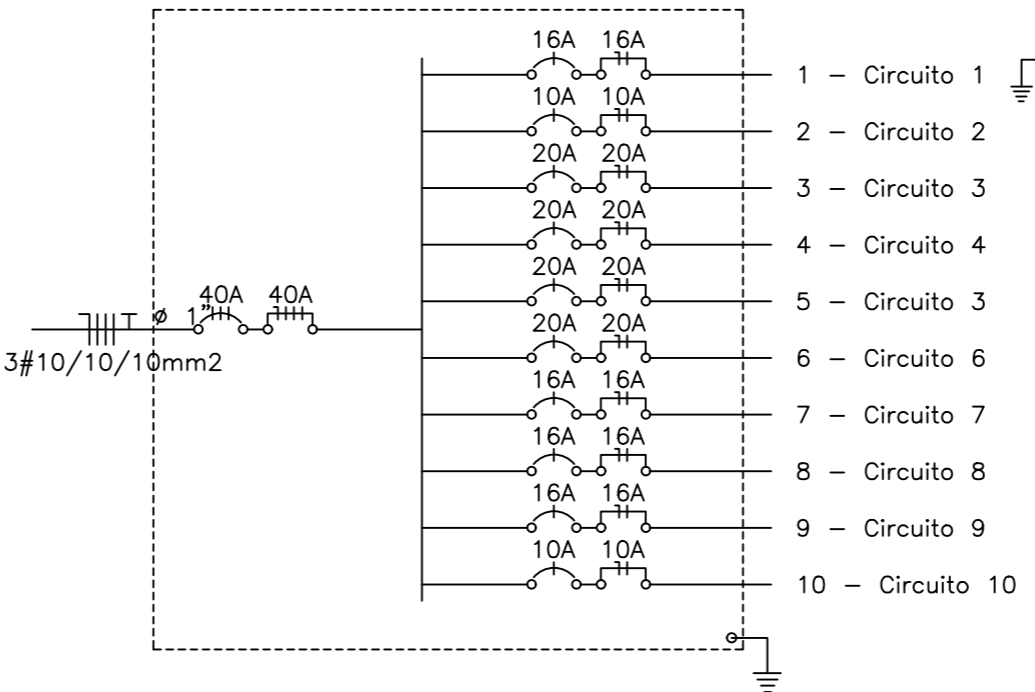 16A 16A
1 – Circuito 1
10A 10A
2 – Circuito 2
20A 20A
3 – Circuito 3
20A 20A
4 – Circuito 4
20A 20A
5 – Circuito 3
40A 40A
ø 1"
3#10/10/10mm2
20A 20A
6 – Circuito 6
16A 16A
7 – Circuito 7
16A 16A
8 – Circuito 8
16A 16A
9 – Circuito 9
10A 10A
10 – Circuito 10